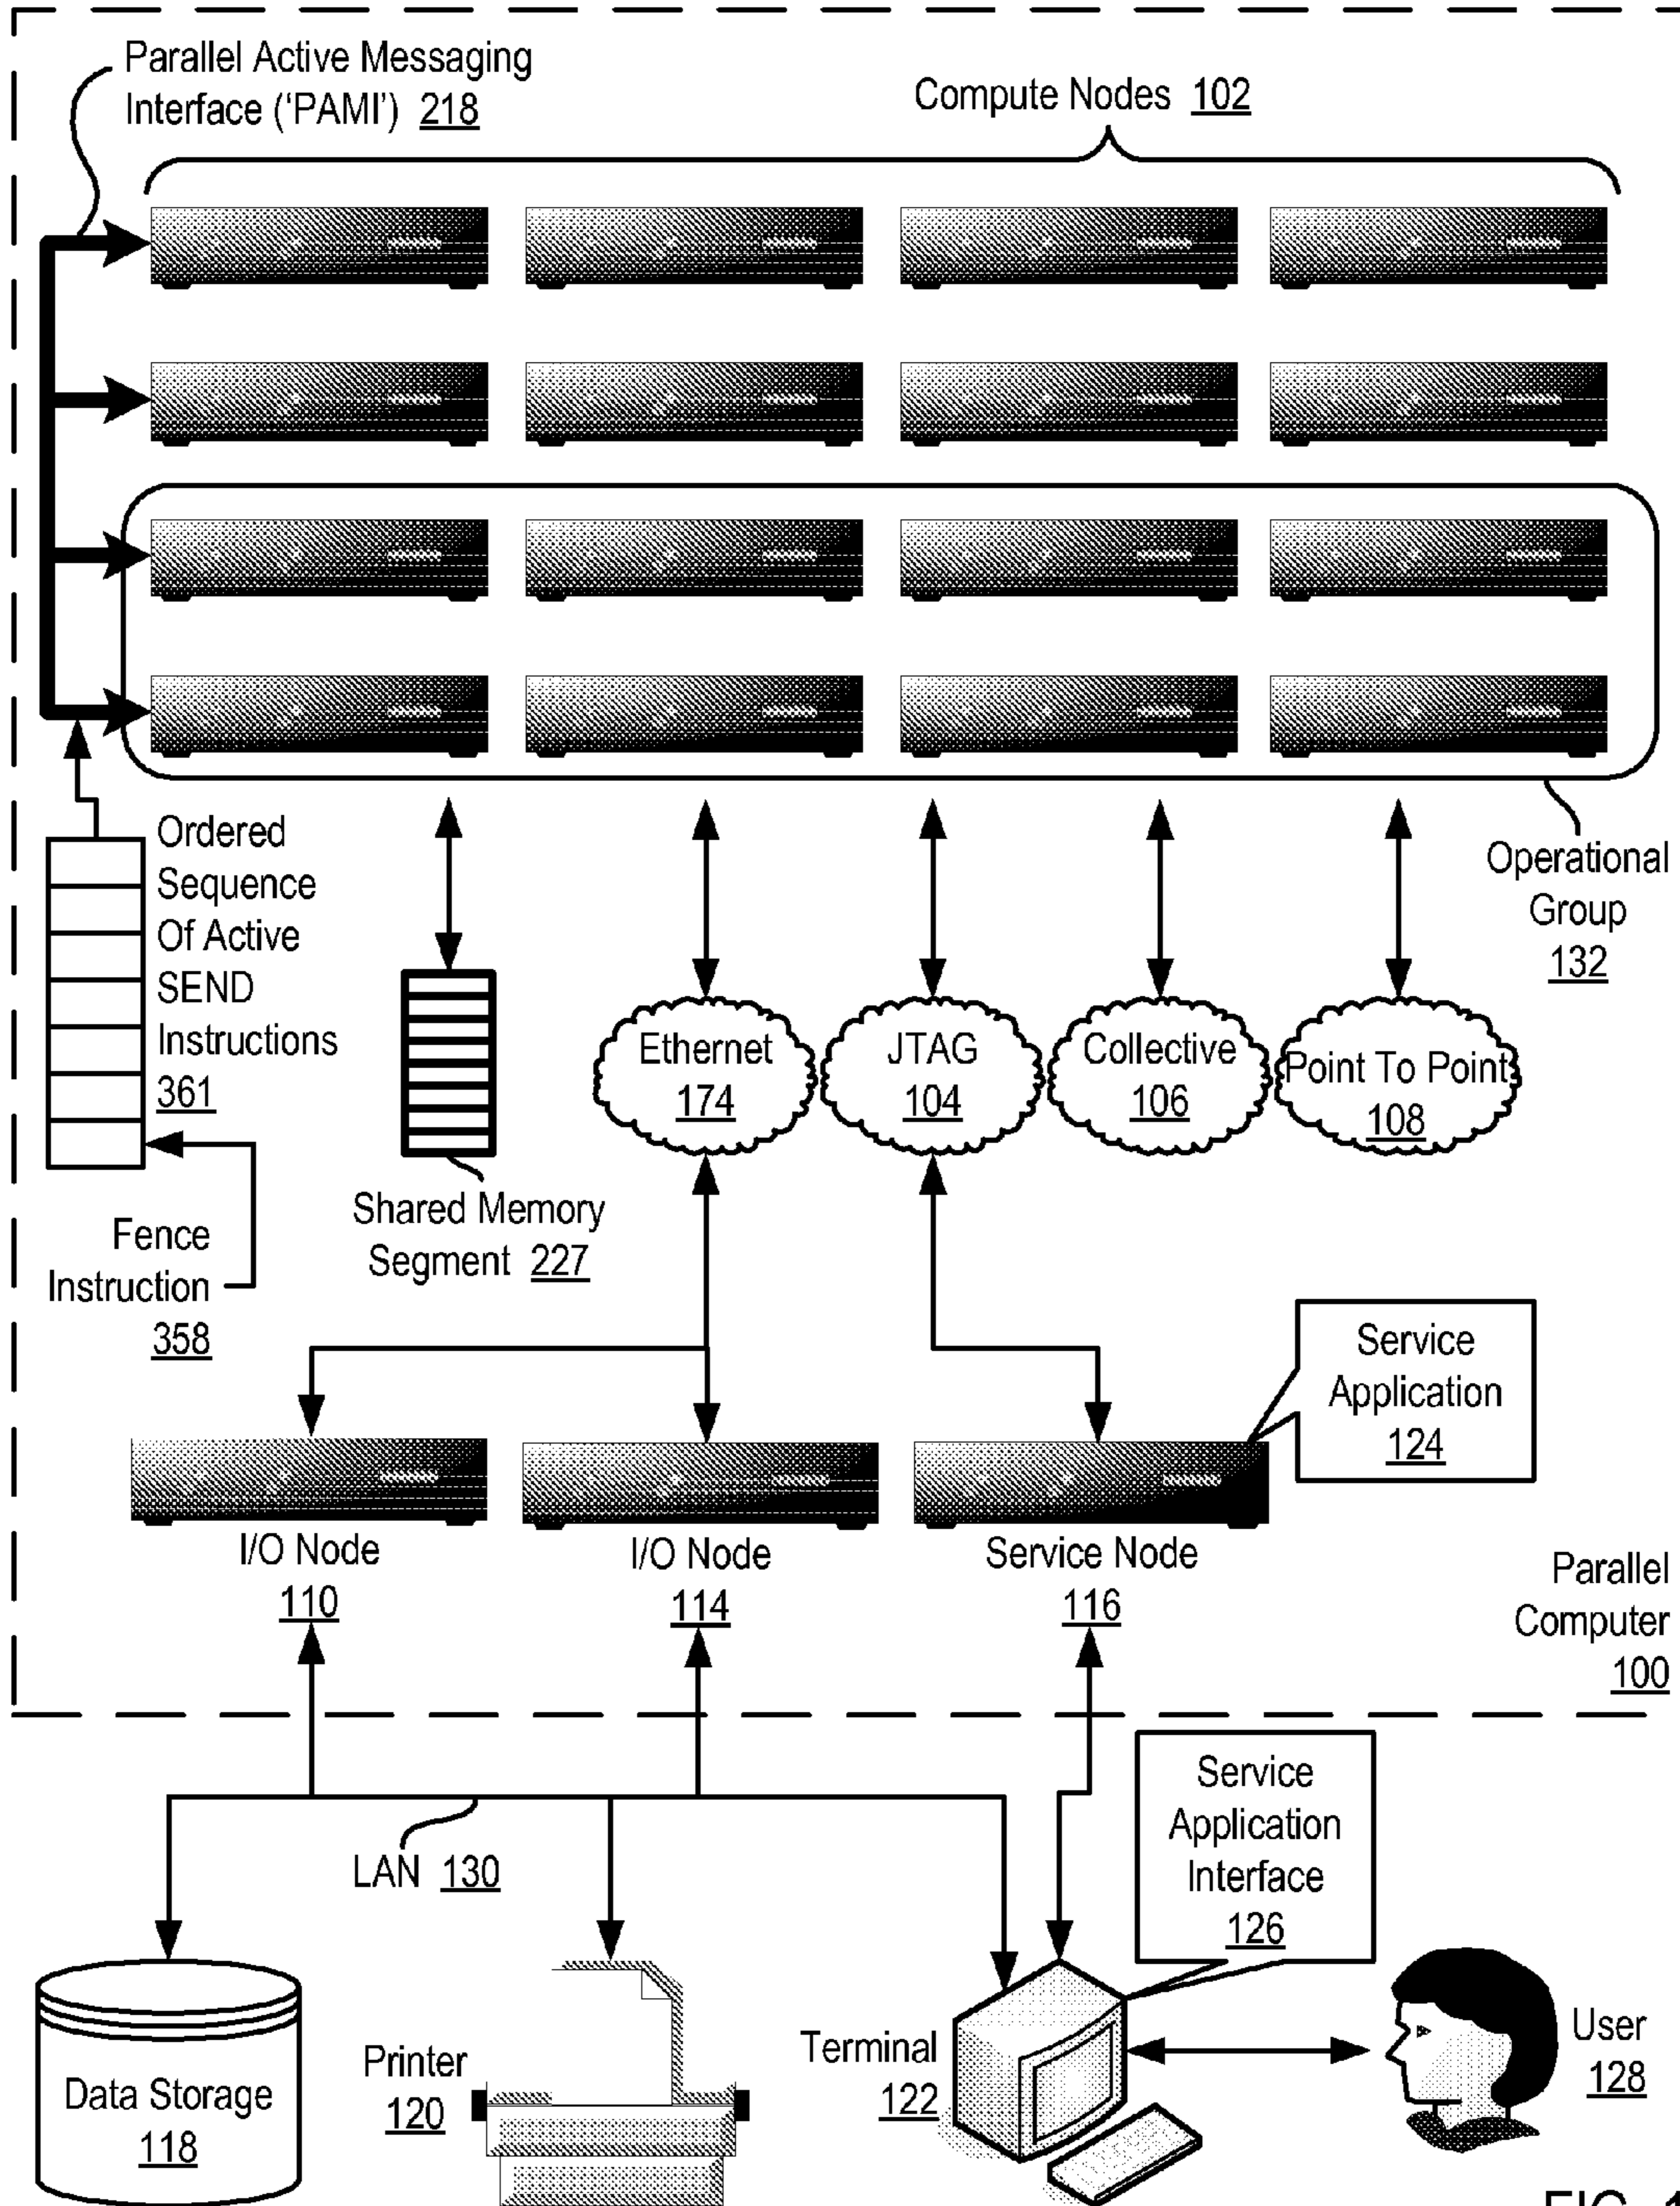 Parallel Active Messaging
Interface (‘PAMI’) 218
Compute Nodes 102
Ordered
Sequence
Of Active
SEND
Instructions
361
Operational
Group
132
Ethernet
174
JTAG
104
Collective
106
Point To Point
108
Shared Memory
Segment 227
Fence
Instruction
358
Service
Application
124
I/O Node
110
I/O Node
114
Service Node
116
Parallel
Computer
100
LAN 130
Service
Application
Interface
126
Data Storage
118
Printer
120
Terminal
122
User
128
FIG. 1